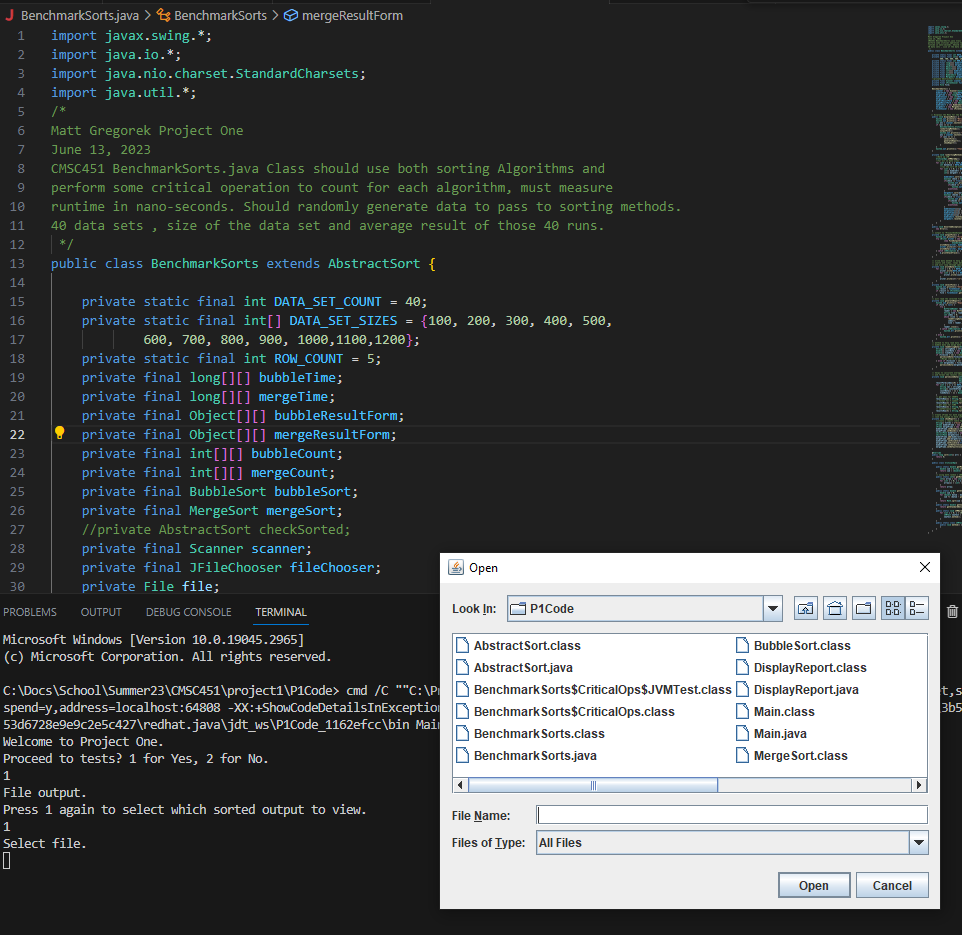 BenchmarkSorts.java > BenchmarkSorts > mergeResultForm
1 import javax.swing.*;
2 import java.io.*;
3 import java.nio.charset.StandardCharsets;
4 import java.util.*;
5 /*
6 Matt Gregorek Project One
7 June 13, 2023
8 CMSC451 BenchmarkSorts.java Class should use both sorting Algorithms and
9 perform some critical operation to count for each algorithm, must measure
10 runtime in nano-seconds. Should randomly generate data to pass to sorting methods.
11 40 data sets , size of the data set and average result of those 40 runs.
12 */
13 public class BenchmarkSorts extends AbstractSort {
14
15 private static final int DATA_SET_COUNT = 40;
16 private static final int[] DATA_SET_SIZES = {100, 200, 300, 400, 500,
17 600, 700, 800, 900, 1000,1100,1200};
18 private static final int ROW_COUNT = 5;
19 private final long[][] bubbleTime;
20 private final long[][] mergeTime;
21 private final Object[][] bubbleResultForm;
22 private final Object[][] mergeResultForm;
23 private final int[][] bubbleCount;
24 private final int[][] mergeCount;
25 private final BubbleSort bubbleSort;
26 private final MergeSort mergeSort;
27 //private AbstractSort checkSorted;
28 private final Scanner scanner;
29 private final JFileChooser fileChooser;
30 private File file;
PROBLEMS OUTPUT DEBUG CONSOLE TERMINAL
Microsoft Windows [Version 10.0.19045.2965]
(c) Microsoft Corporation. All rights reserved.
C:\Docs\School\Summer23\CMSC451\project1\P1Code> cmd /C ""C:\Pr
spend=y,address=localhost:64808 -XX:+ShowCodeDetailsInException
53d6728e9e9c2e5c427\redhat.java\jdt_ws\P1Code_1162efcc\bin Mai
Welcome to Project One.
Proceed to tests? 1 for Yes, 2 for No.
1
File output.
Press 1 again to select which sorted output to view.
1
Select file.
et,s
3b5
Open
Look In: P1Code
AbstractSort.class BubbleSort.class
AbstractSort.java DisplayReport.class
BenchmarkSorts$CriticalOps$JVMTest.class DisplayReport.java
BenchmarkSorts$CriticalOps.class Main.class
BenchmarkSorts.class Main.java
BenchmarkSorts.java MergeSort.class
File Name:
Files of Type: All Files
Open Cancel